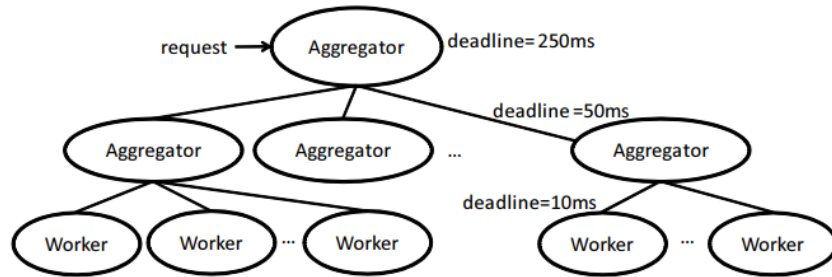 request
Aggregator
deadline=250ms
deadline=50ms
Aggregator
Aggregator
...
Aggregator
deadline=10ms
Worker
Worker
...
Worker
Worker
...
Worker